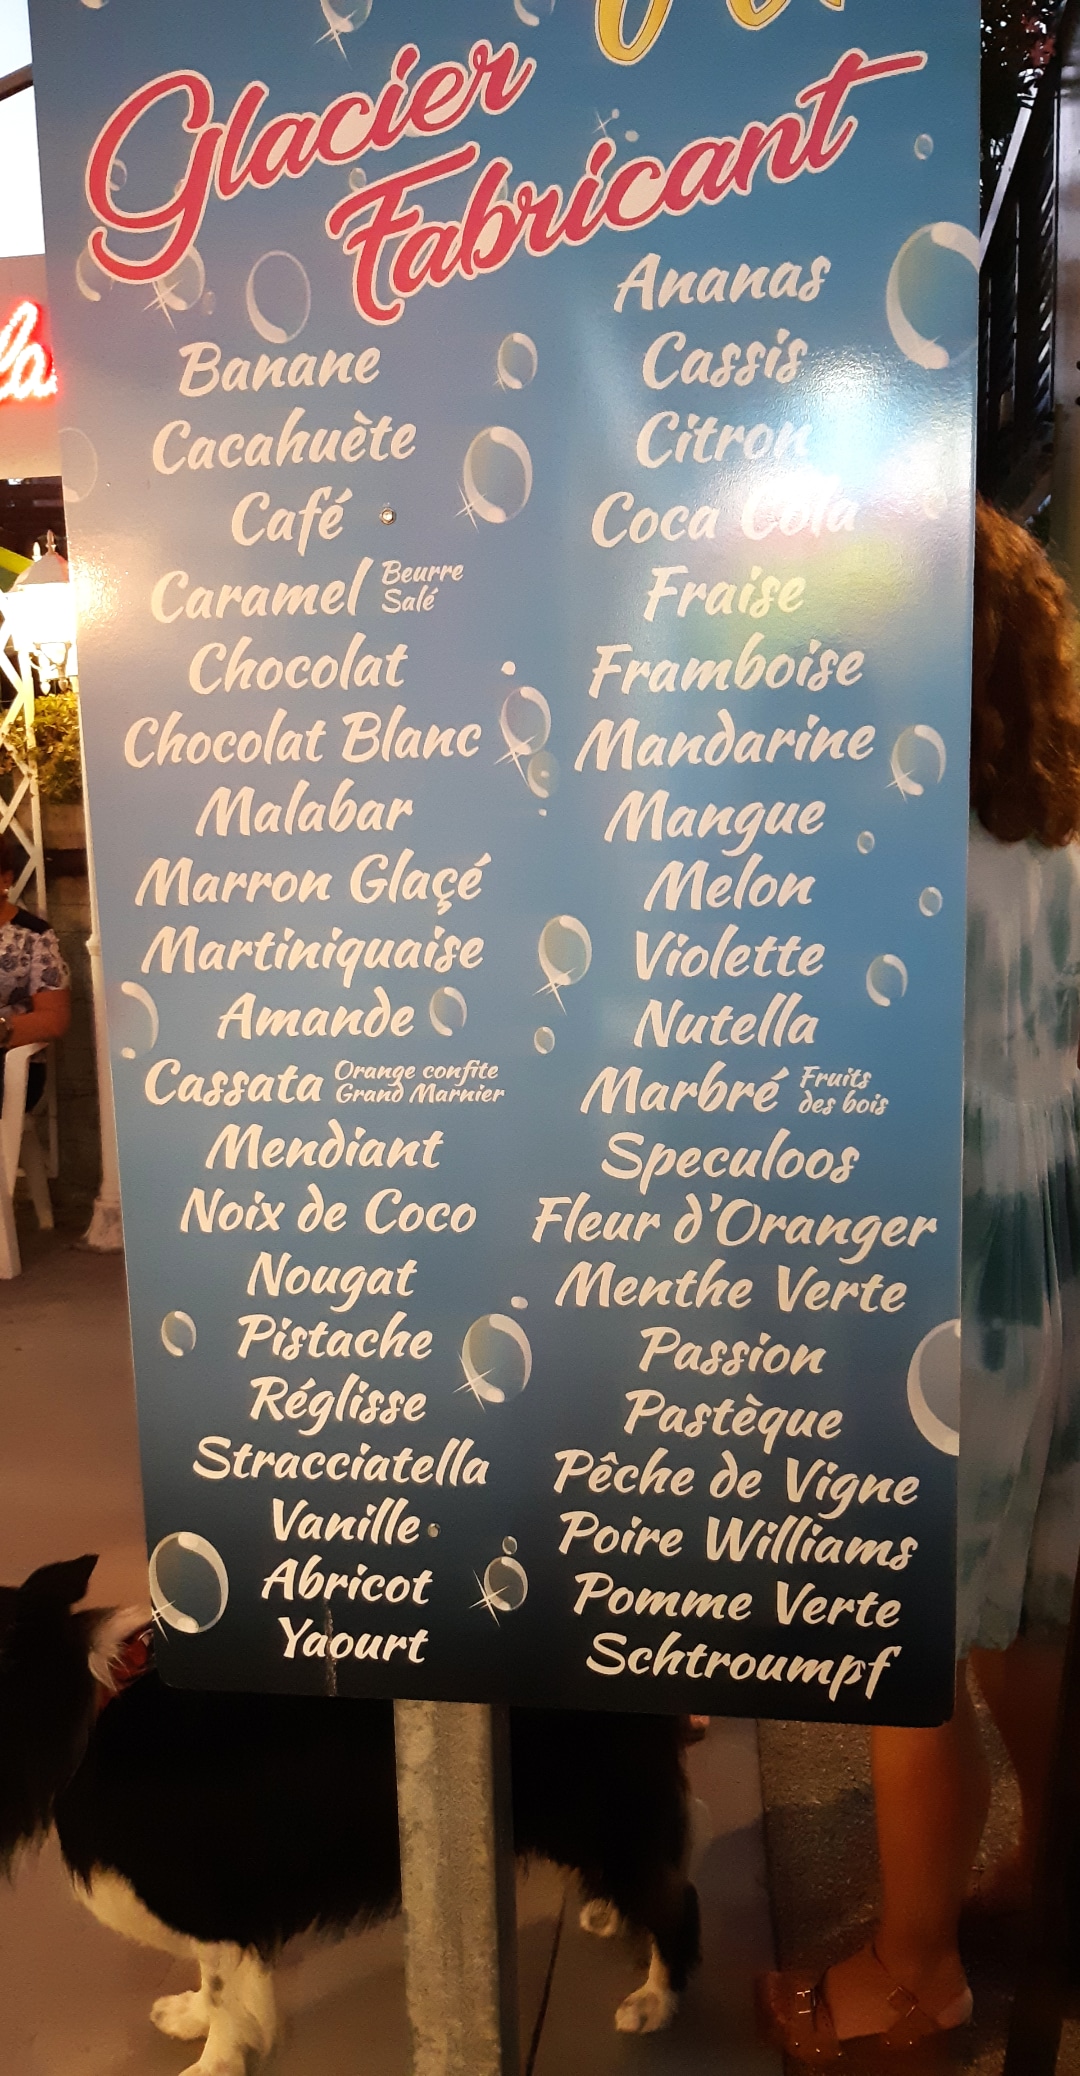 Glacier
Fabricant
Banane
Cacahuète
Café
Caramel Beurre Salé
Chocolat
Chocolat Blanc
Malabar
Marron Glaçé
Martiniquaise
Amande
Cassata Orange confite Grand Marnier
Mendiant
Noix de Coco
Nougat
Pistache
Réglisse
Stracciatella
Vanille
Abricot
Yaourt
Ananas
Cassis
Citron
Coca Cola
Fraise
Framboise
Mandarine
Mangue
Melon
Violette
Nutella
Marbré Fruits des bois
Speculoos
Fleur d'Oranger
Menthe Verte
Passion
Pastèque
Pêche de Vigne
Poire Williams
Pomme Verte
Schtroumpf